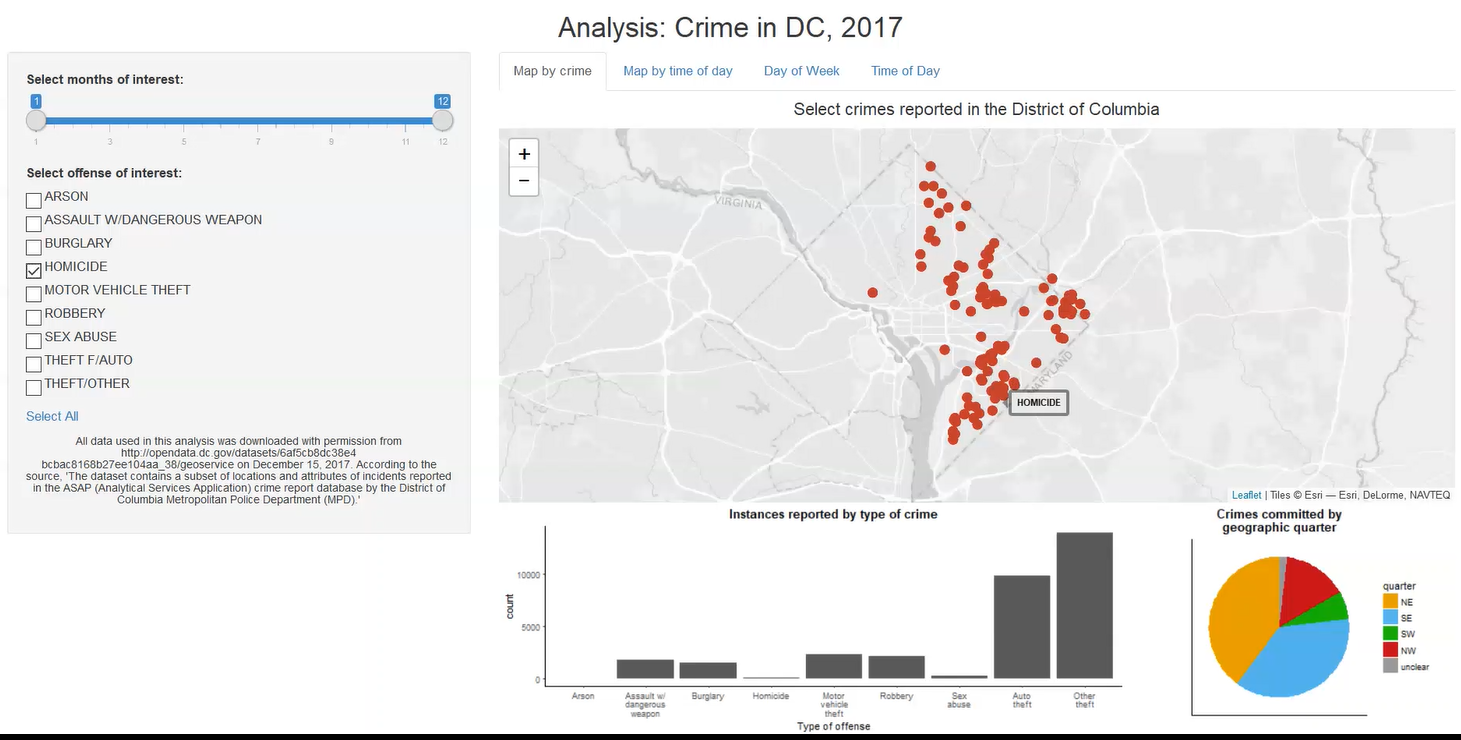 Analysis: Crime in DC, 2017
Select months of interest:
1
12
1
3
5
7
9
11
12
Select offense of interest:
ARSON
ASSAULT W/DANGEROUS WEAPON
BURGLARY
HOMICIDE
MOTOR VEHICLE THEFT
ROBBERY
SEX ABUSE
THEFT F/AUTO
THEFT/OTHER
Select All
All data used in this analysis was downloaded with permission from
http://opendata.dc.gov/datasets/6af5cb8dc38e4
bcbac8168b27ee104aa_38/geoservice on December 15, 2017. According to the
source, 'The dataset contains a subset of locations and attributes of incidents reported
in the ASAP (Analytical Services Application) crime report database by the District of
Columbia Metropolitan Police Department (MPD).'
Map by crime
Map by time of day
Day of Week
Time of Day
Select crimes reported in the District of Columbia
+
−
VIRGINIA
MARYLAND
HOMICIDE
Leaflet | Tiles © Esri — Esri, DeLorme, NAVTEQ
Instances reported by type of crime
count
10000
5000
0
Arson
Assault w/
dangerous
weapon
Burglary
Homicide
Motor
vehicle
theft
Robbery
Sex
abuse
Auto
theft
Other
theft
Type of offense
Crimes committed by
geographic quarter
quarter
NE
SE
SW
NW
unclear